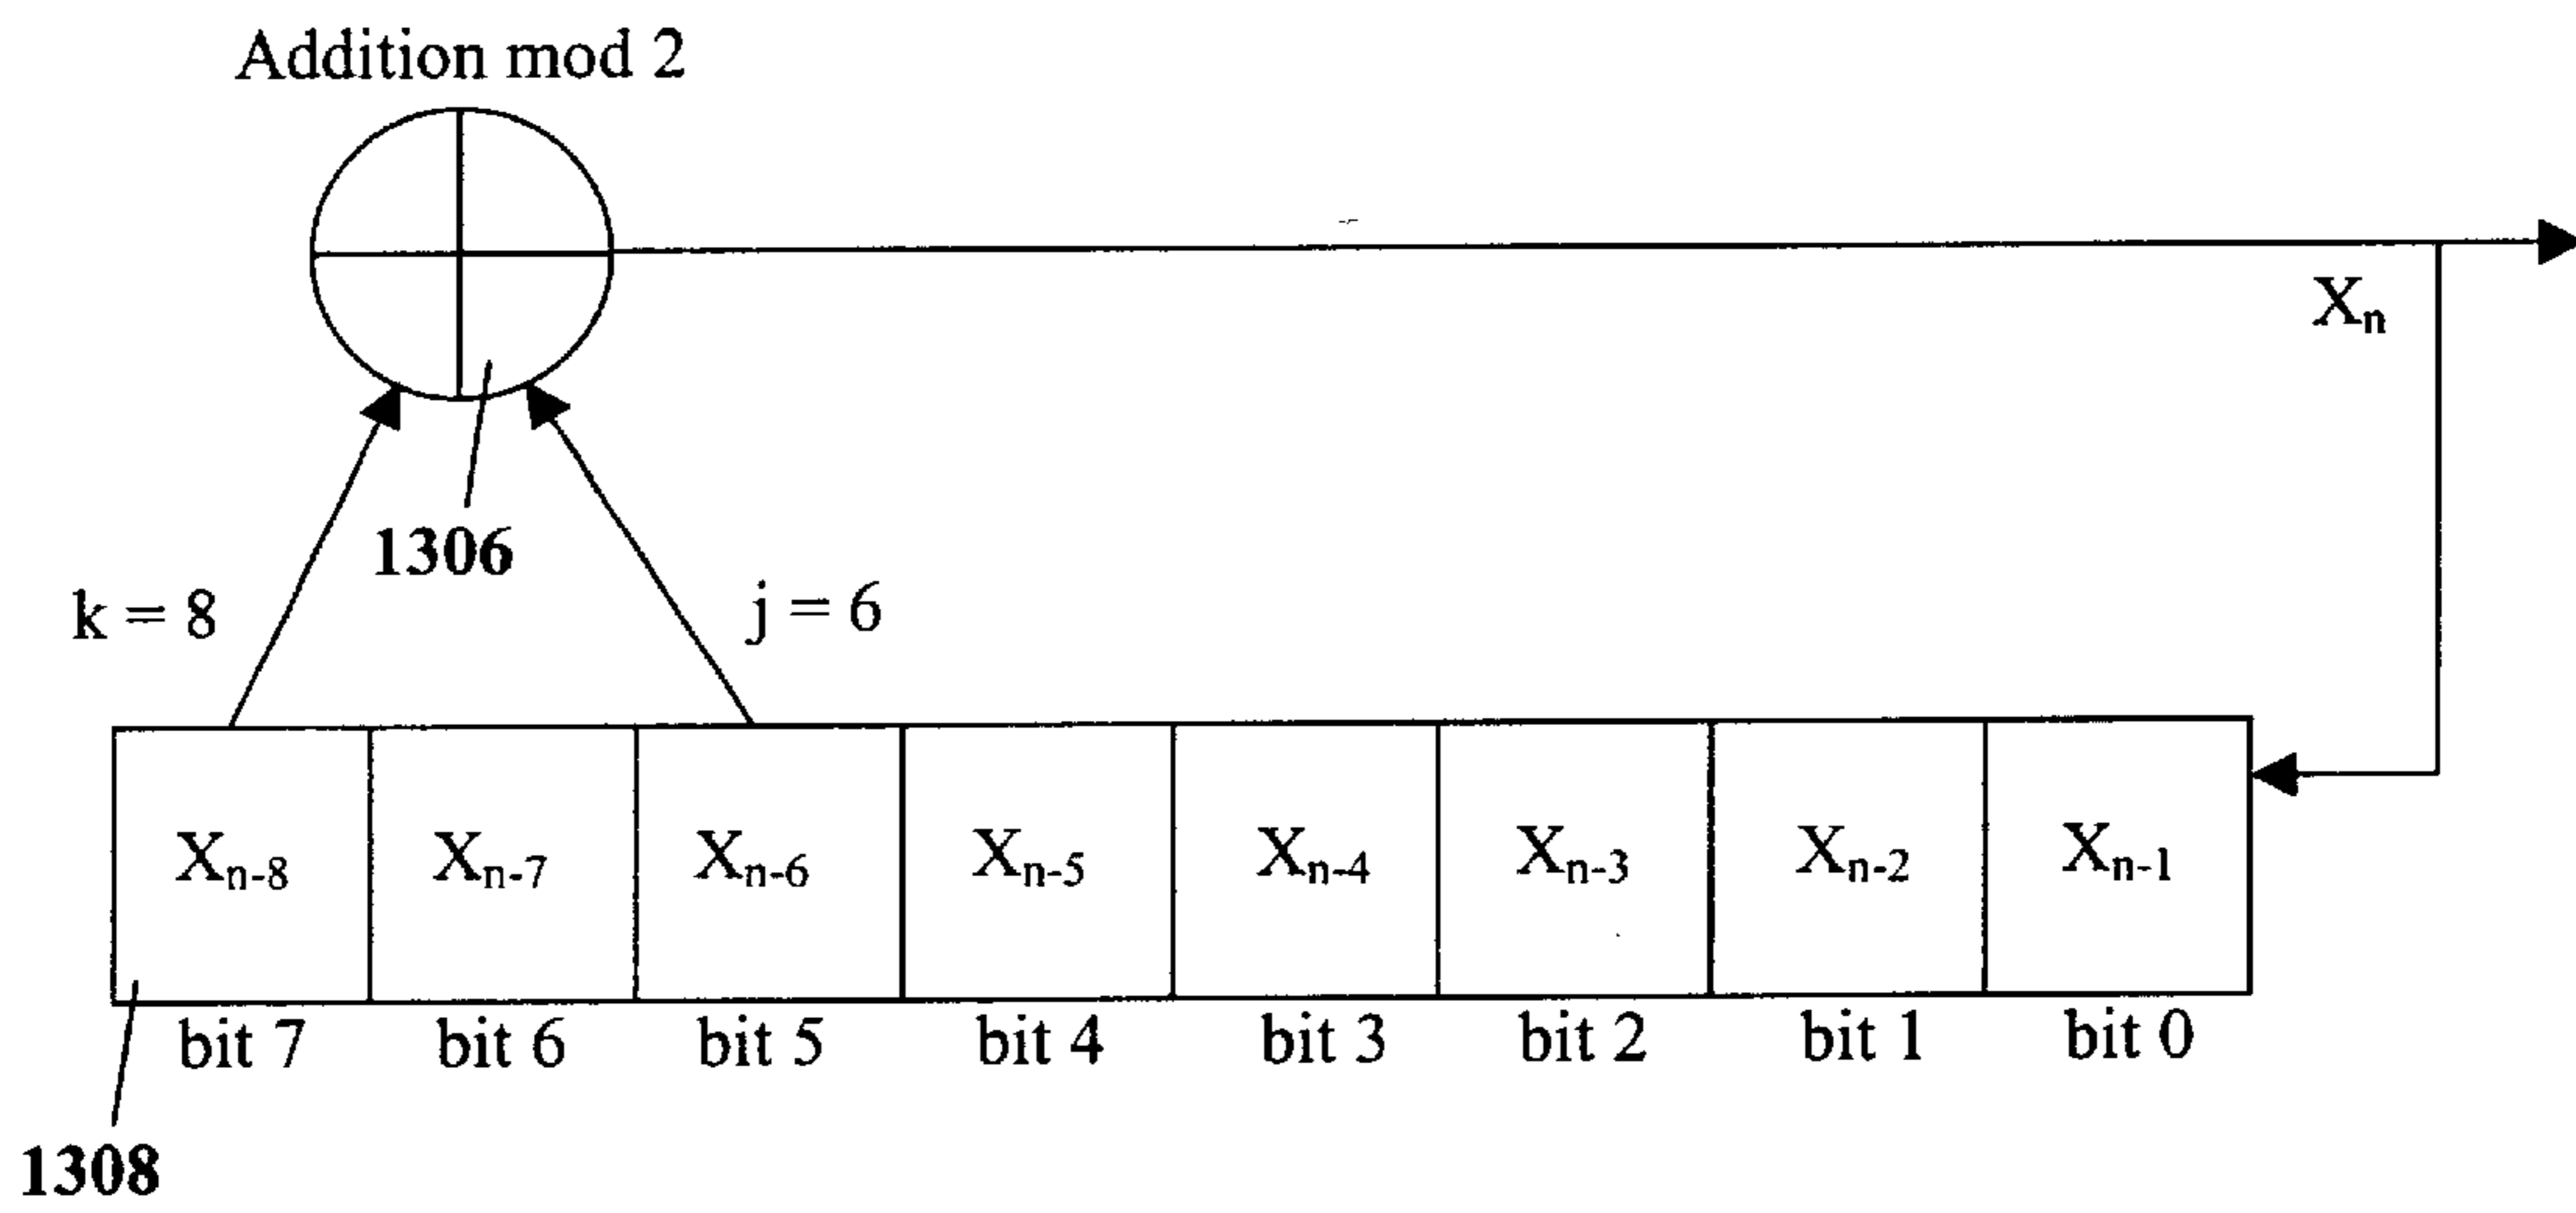 Addition mod 2
Xn
1306
k = 8
j = 6
Xn-8 Xn-7 Xn-6 Xn-5 Xn-4 Xn-3 Xn-2 Xn-1
bit 7 bit 6 bit 5 bit 4 bit 3 bit 2 bit 1 bit 0
1308